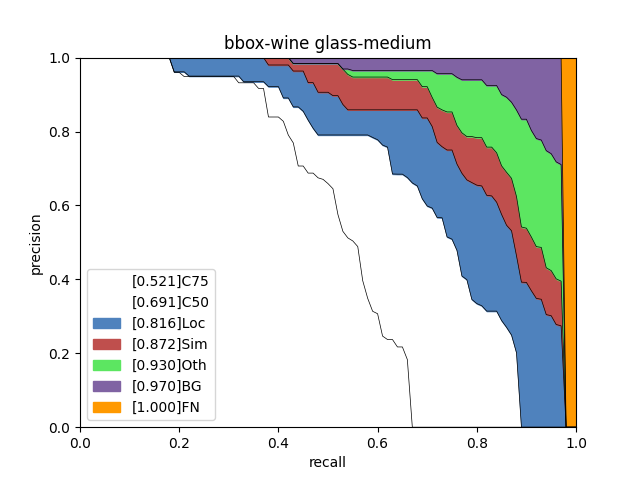 bbox-wine glass-medium
precision
1.0
0.8
0.6
0.4
0.2
0.0
[0.521]C75
[0.691]C50
[0.816]Loc
[0.872]Sim
[0.930]Oth
[0.970]BG
[1.000]FN
0.0 0.2 0.4 0.6 0.8 1.0
recall